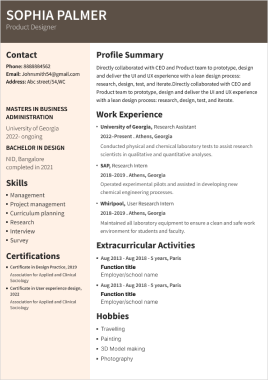 SOPHIA PALMER
Product Designer
Contact
Phone: 8888884562
Email: Johnsmith54@gmail.com
Address: Abc street/54,WC
MASTERS IN BUSINESS
ADMINISTRATION
University of Georgia
2022- ongoing
BACHELOR IN DESIGN
NID, Bangalore
completed in 2021
Skills
• Management
• Project management
• Curriculum planning
• Research
• Interview
• Survey
Certifications
• Certificate in Design Practice, 2019
Association for Applied and Clinical
Sociology
• Certificate in User experience design,
2022
Association for Applied and Clinical
Sociology
Profile Summary
Directly collaborated with CEO and Product team to prototype, design
and deliver the UI and UX experience with a lean design process:
research, design, test, and iterate.Directly collaborated with CEO and
Product team to prototype, design and deliver the UI and UX experience
with a lean design process: research, design, test, and iterate.
Work Experience
• University of Georgia, Research Assistant
2022- Present . Athens, Georgia
Conducted physical and chemical laboratory tests to assist research
scientists in qualitative and quantitative analyses.
• SAP, Research Intern
2018-2019 . Athens, Georgia
Operated experimental pilots and assisted in developing new
chemical engineering processes.
• Whirlpool, User Research Intern
2018-2019 . Athens, Georgia
Maintained all laboratory equipment to ensure a clean and safe work
environment for students and faculty.
Extracurricular Activities
• Aug 2013 - Aug 2018 - 5 years, Paris
Function title
Employer/school name
• Aug 2013 - Aug 2018 - 5 years, Paris
Function title
Employer/school name
Hobbies
• Travelling
• Painting
• 3D Model making
• Photography